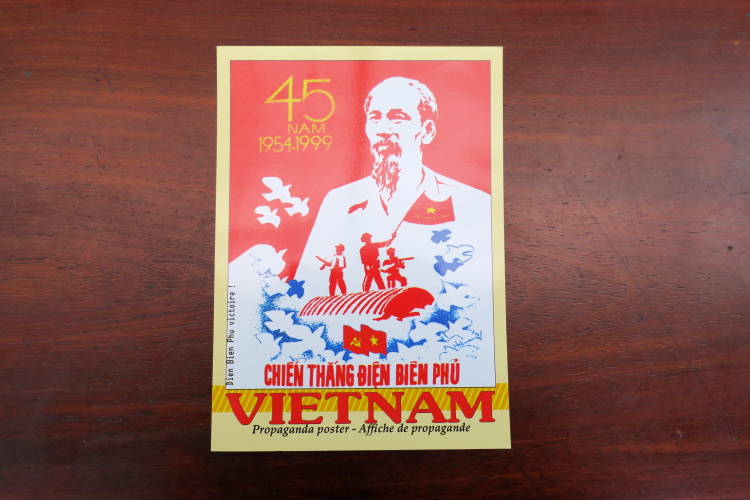 45
NAM
1954-1999
Dien Bien Phu victoire !
CHIẾN THẮNG ĐIỆN BIÊN PHỦ
VIETNAM
Propaganda poster - Affiche de propagande